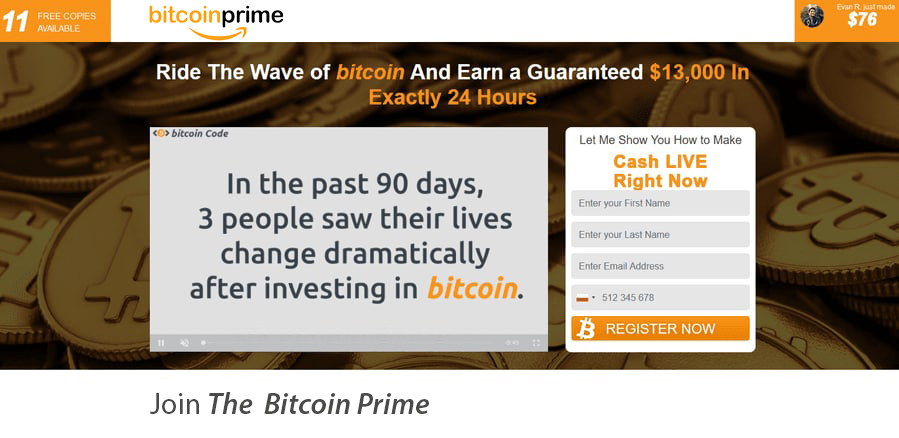 11 FREE COPIES
AVAILABLE
bitcoinprime
Evan R. just made
$76
Ride The Wave of bitcoin And Earn a Guaranteed $13,000 In
Exactly 24 Hours
bitcoin Code
In the past 90 days,
3 people saw their lives
change dramatically
after investing in bitcoin.
-0:43
Let Me Show You How to Make
Cash LIVE
Right Now
Enter your First Name
Enter your Last Name
Enter Email Address
512 345 678
REGISTER NOW
Join The Bitcoin Prime